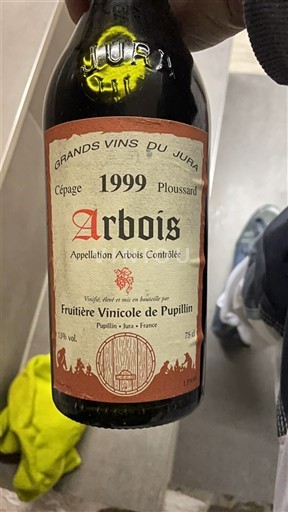 JURA
GRANDS VINS DU JURA
Cépage 1999 Ploussard
Arbois
Appellation Arbois Contrôlée
Vinifié, élevé et mis en bouteille par
Fruitière Vinicole de Pupillin
Pupillin • Jura • France
13% vol.
75 cl